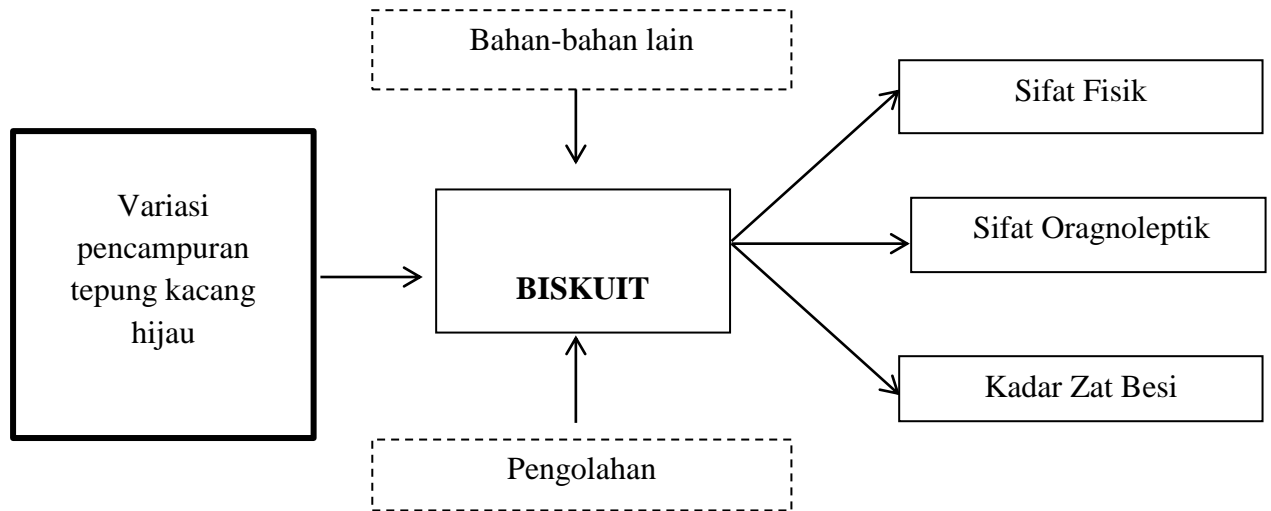 Bahan-bahan lain
Variasi
pencampuran
tepung kacang
hijau
BISKUIT
Pengolahan
Sifat Fisik
Sifat Oragnoleptik
Kadar Zat Besi